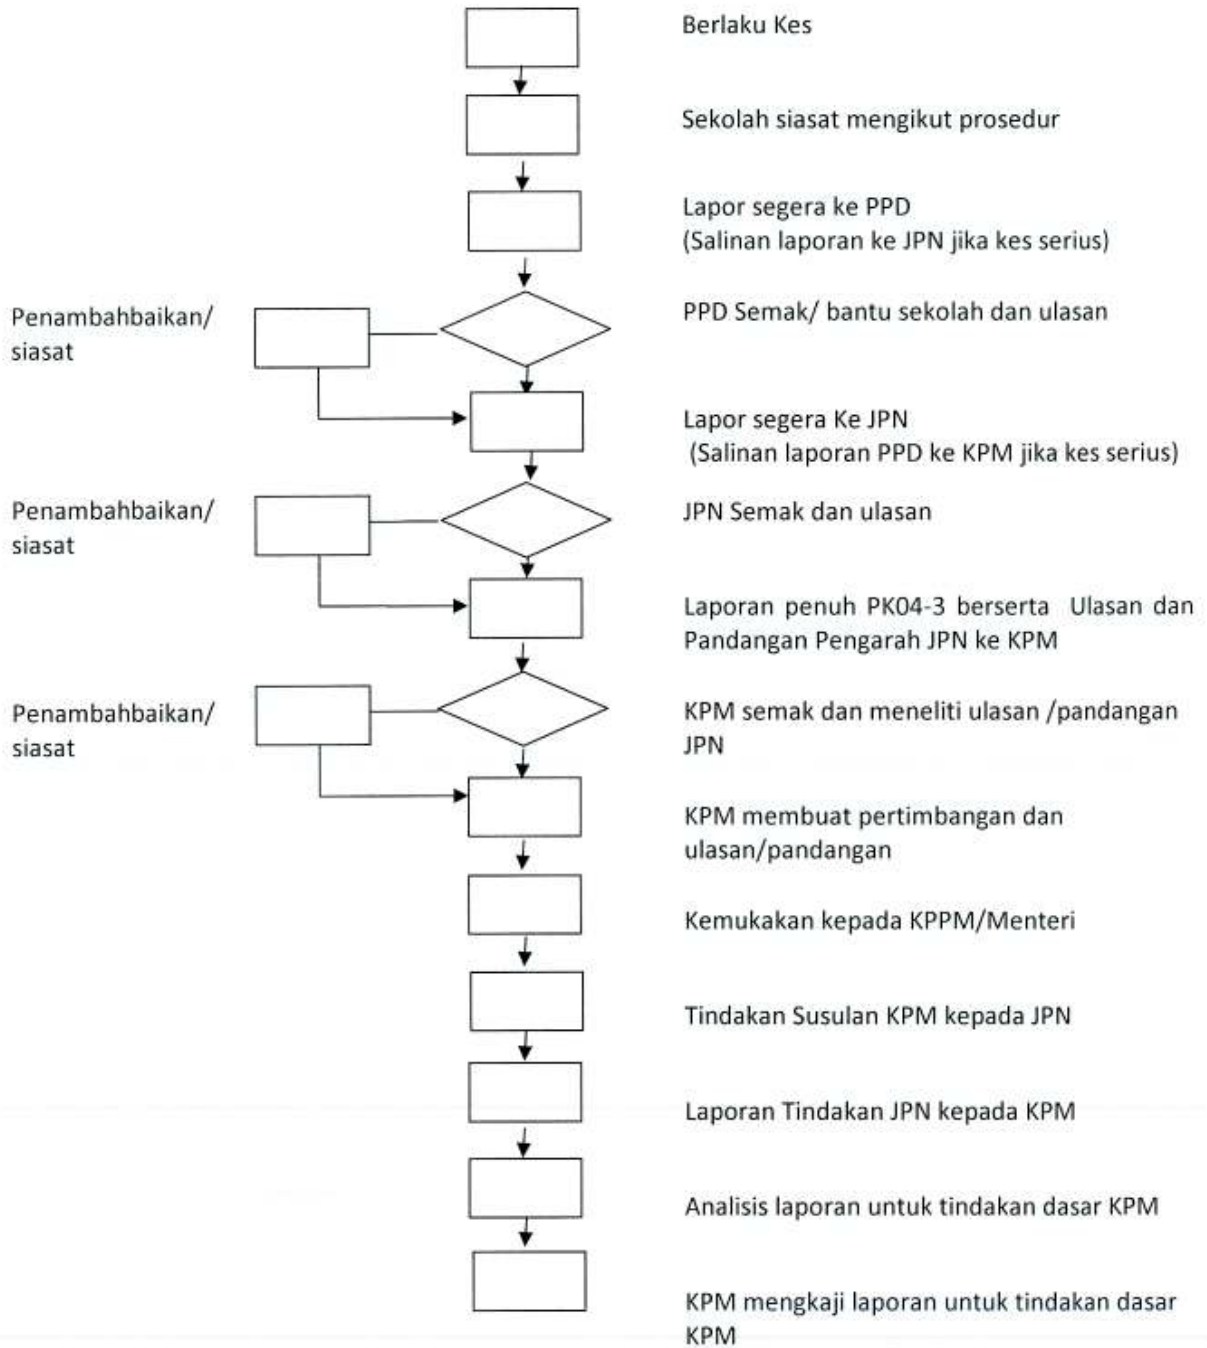 Berlaku Kes
Sekolah siasat mengikut prosedur
Lapor segera ke PPD
(Salinan laporan ke JPN jika kes serius)
Penambahbaikan/
siasat
PPD Semak/ bantu sekolah dan ulasan
Lapor segera Ke JPN
(Salinan laporan PPD ke KPM jika kes serius)
Penambahbaikan/
siasat
JPN Semak dan ulasan
Laporan penuh PK04-3 berserta Ulasan dan
Pandangan Pengarah JPN ke KPM
Penambahbaikan/
siasat
KPM semak dan meneliti ulasan /pandangan
JPN
KPM membuat pertimbangan dan
ulasan/pandangan
Kemukakan kepada KPPM/Menteri
Tindakan Susulan KPM kepada JPN
Laporan Tindakan JPN kepada KPM
Analisis laporan untuk tindakan dasar KPM
KPM mengkaji laporan untuk tindakan dasar
KPM